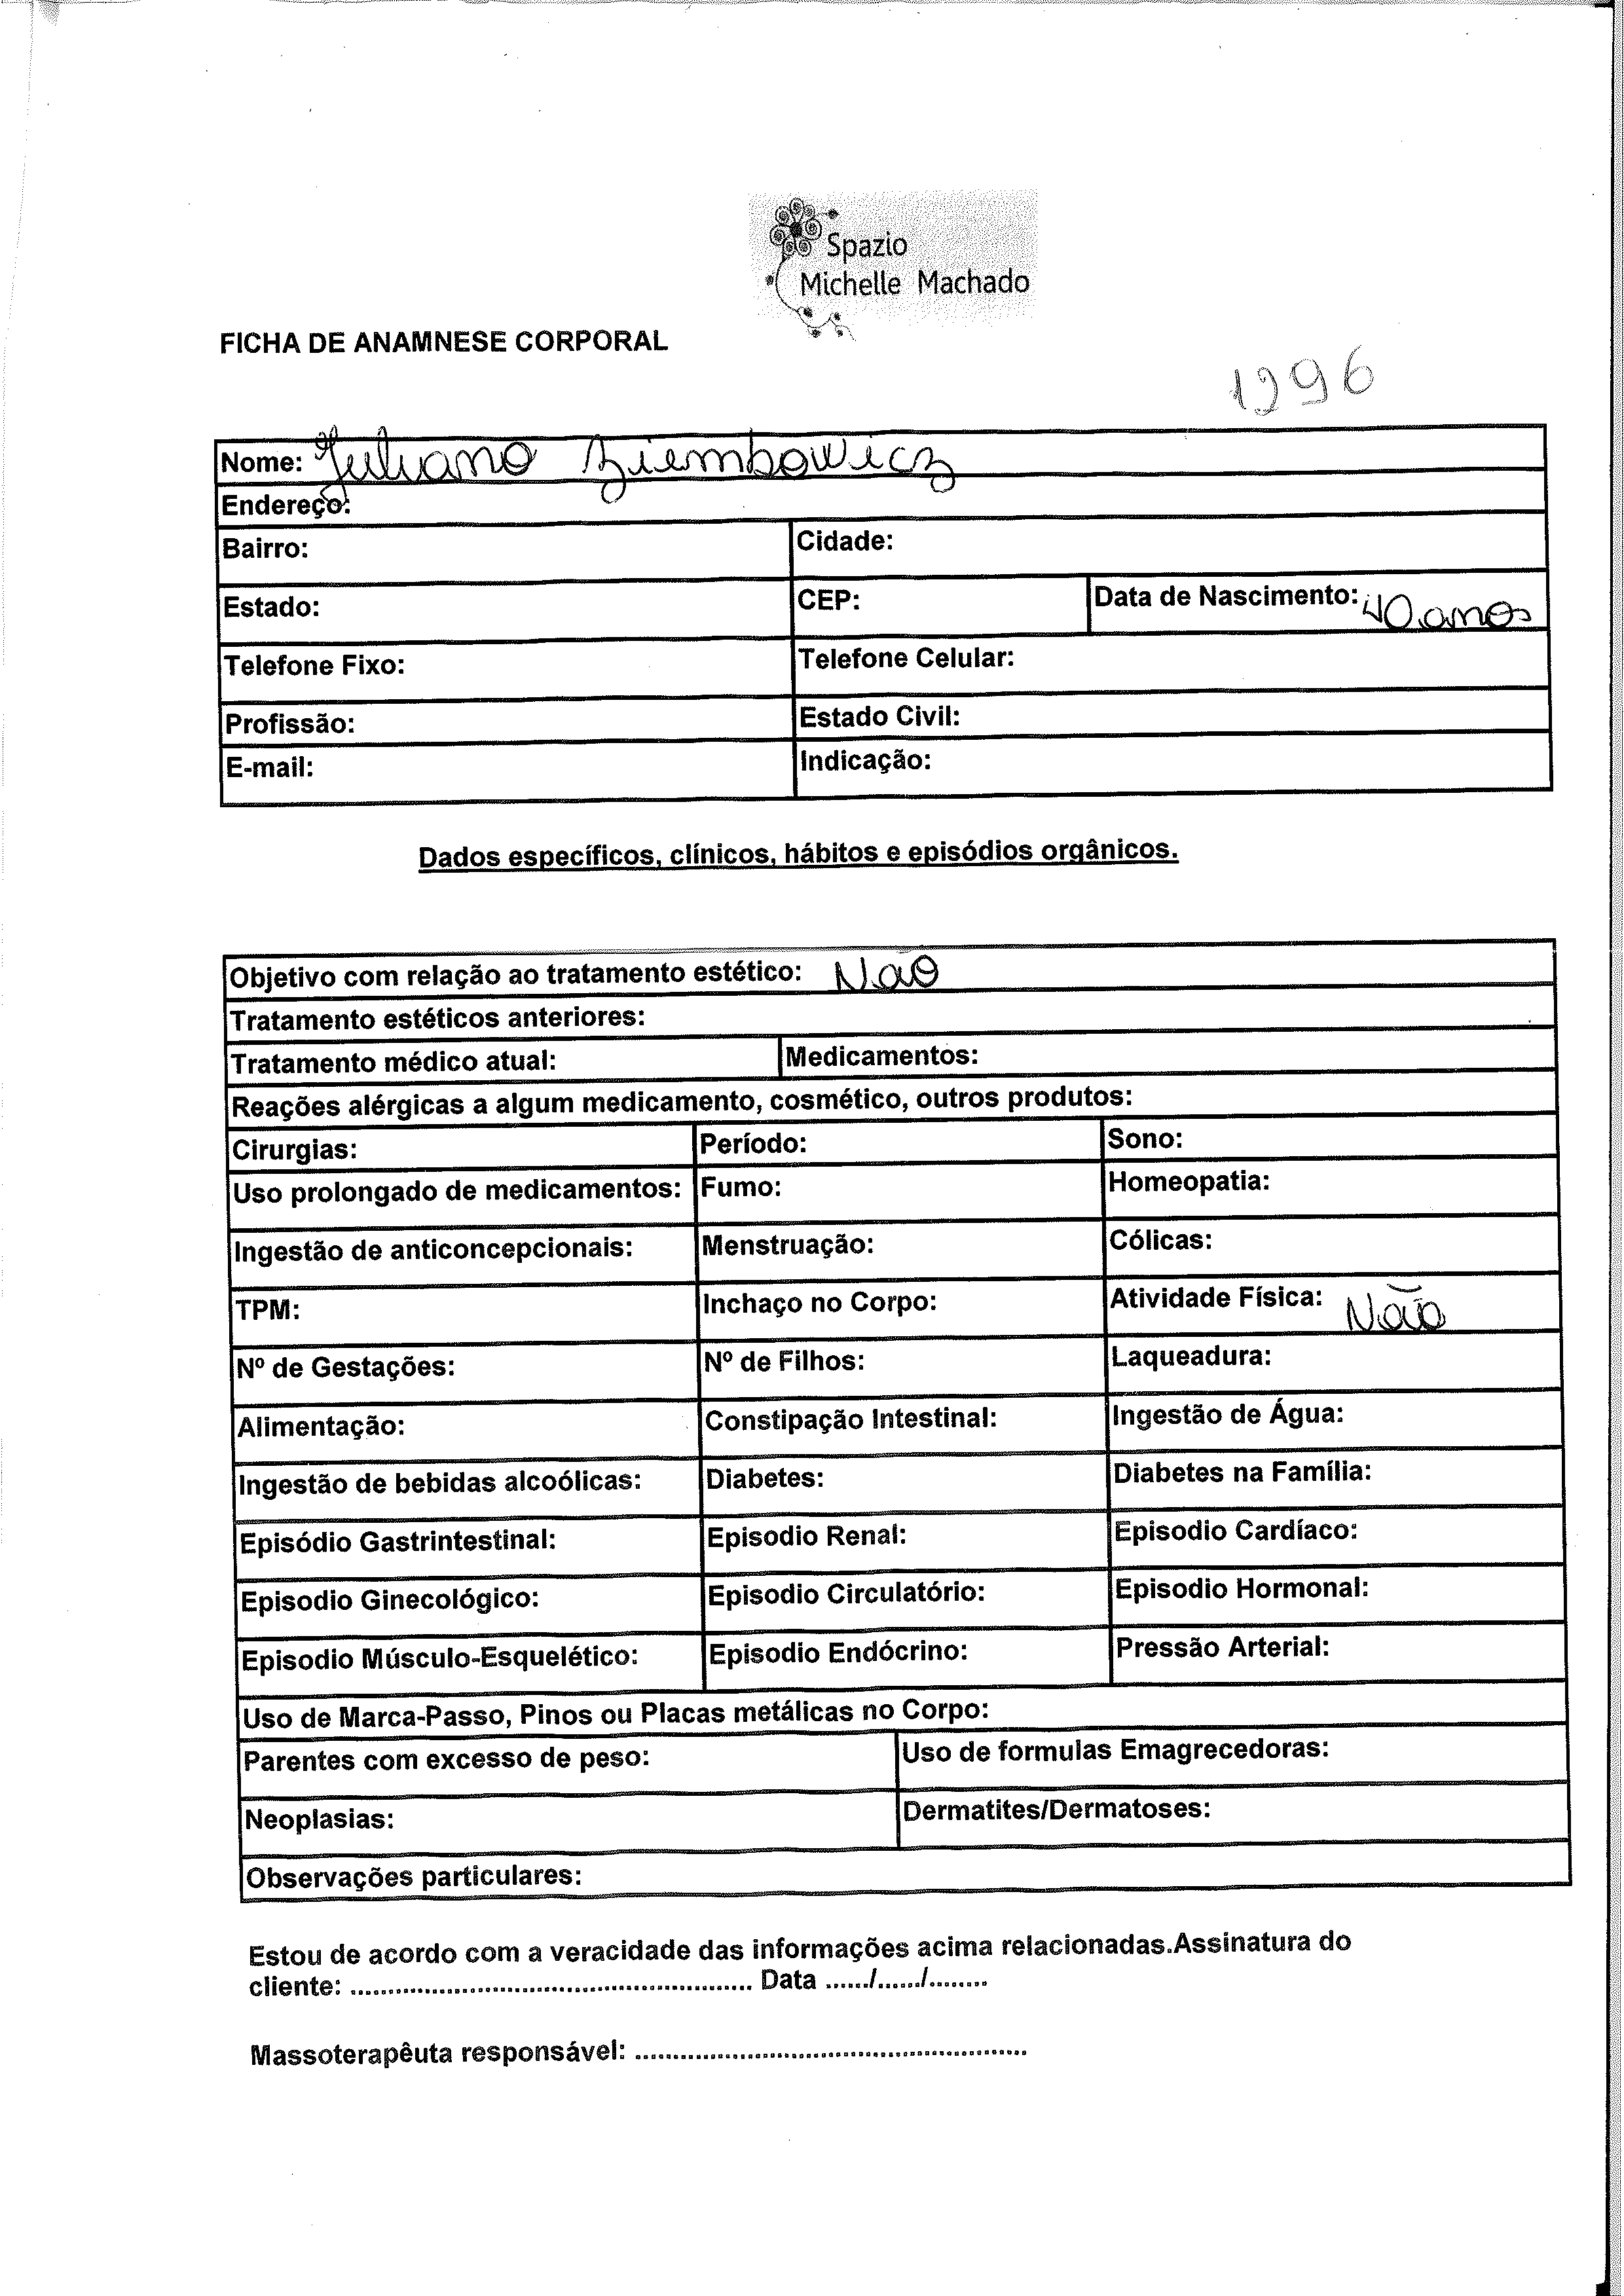 Spazio
Michelle Machado
FICHA DE ANAMNESE CORPORAL
1996
Nome: Juliano Ziembowicz
Endereço:
Bairro: Cidade:
Estado: CEP: Data de Nascimento: 40 anos
Telefone Fixo: Telefone Celular:
Profissão: Estado Civil:
E-mail: Indicação:
Dados específicos, clínicos, hábitos e episódios orgânicos.
Objetivo com relação ao tratamento estético: Não
Tratamento estéticos anteriores:
Tratamento médico atual: Medicamentos:
Reações alérgicas a algum medicamento, cosmético, outros produtos:
Cirurgias: Período: Sono:
Uso prolongado de medicamentos: Fumo: Homeopatia:
Ingestão de anticoncepcionais: Menstruação: Cólicas:
TPM: Inchaço no Corpo: Atividade Física: Não
Nº de Gestações: Nº de Filhos: Laqueadura:
Alimentação: Constipação Intestinal: Ingestão de Água:
Ingestão de bebidas alcoólicas: Diabetes: Diabetes na Família:
Episódio Gastrintestinal: Episodio Renal: Episodio Cardíaco:
Episodio Ginecológico: Episodio Circulatório: Episodio Hormonal:
Episodio Músculo-Esquelético: Episodio Endócrino: Pressão Arterial:
Uso de Marca-Passo, Pinos ou Placas metálicas no Corpo:
Parentes com excesso de peso: Uso de formulas Emagrecedoras:
Neoplasias: Dermatites/Dermatoses:
Observações particulares:
Estou de acordo com a veracidade das informações acima relacionadas.Assinatura do
cliente: ...................................................... Data ....../....../........
Massoterapêuta responsável: .....................................................